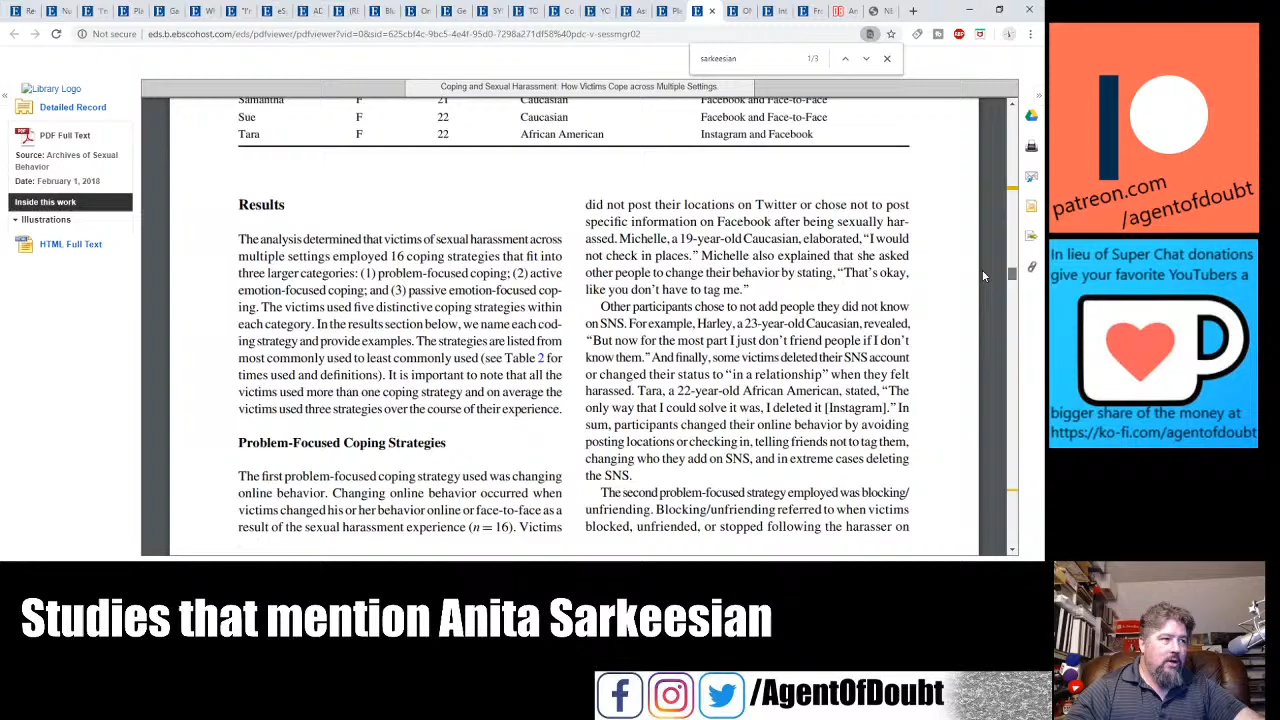 Not secure
eds.b.ebscohost.com/eds/pdfviewer/pdfviewer?vid=0&sid=625cbf4c-9bc5-4e4f-95d0-7298a271df58%40pdc-v-sessmgr02
sarkeesian
1/3
Library Logo
Detailed Record
PDF Full Text
Source: Archives of Sexual
Behavior
Date: February 1, 2018
Inside this work
Illustrations
HTML Full Text
Coping and Sexual Harassment How Victims Cope across Multiple Settings
Samantha F 21 Caucasian Facebook and Face-to-Face
Sue F 22 Caucasian Facebook and Face-to-Face
Tara F 22 African American Instagram and Facebook
Results
The analysis determined that victims of sexual harassment across
multiple settings employed 16 coping strategies that fit into
three larger categories: (1) problem-focused coping; (2) active
emotion-focused coping; and (3) passive emotion-focused cop-
ing. The victims used five distinctive coping strategies within
each category. In the results section below, we name each cod-
ing strategy and provide examples. The strategies are listed from
most commonly used to least commonly used (see Table 2 for
times used and definitions). It is important to note that all the
victims used more than one coping strategy and on average the
victims used three strategies over the course of their experience.
Problem-Focused Coping Strategies
The first problem-focused coping strategy used was changing
online behavior. Changing online behavior occurred when
victims changed his or her behavior online or face-to-face as a
result of the sexual harassment experience (n = 16). Victims
did not post their locations on Twitter or chose not to post
specific information on Facebook after being sexually har-
assed. Michelle, a 19-year-old Caucasian, elaborated, “I would
not check in places.” Michelle also explained that she asked
other people to change their behavior by stating, “That's okay,
like you don't have to tag me.”
Other participants chose to not add people they did not know
on SNS. For example, Harley, a 23-year-old Caucasian, revealed,
“But now for the most part I just don't friend people if I don't
know them.” And finally, some victims deleted their SNS account
or changed their status to “in a relationship” when they felt
harassed. Tara, a 22-year-old African American, stated, “The
only way that I could solve it was, I deleted it [Instagram].” In
sum, participants changed their online behavior by avoiding
posting locations or checking in, telling friends not to tag them,
changing who they add on SNS, and in extreme cases deleting
the SNS.
The second problem-focused strategy employed was blocking/
unfriending. Blocking/unfriending referred to when victims
blocked, unfriended, or stopped following the harasser on
patreon.com
/agentofdoubt
In lieu of Super Chat donations
give your favorite YouTubers a
bigger share of the money at
https://ko-fi.com/agentofdoubt
Studies that mention Anita Sarkeesian
/AgentOfDoubt